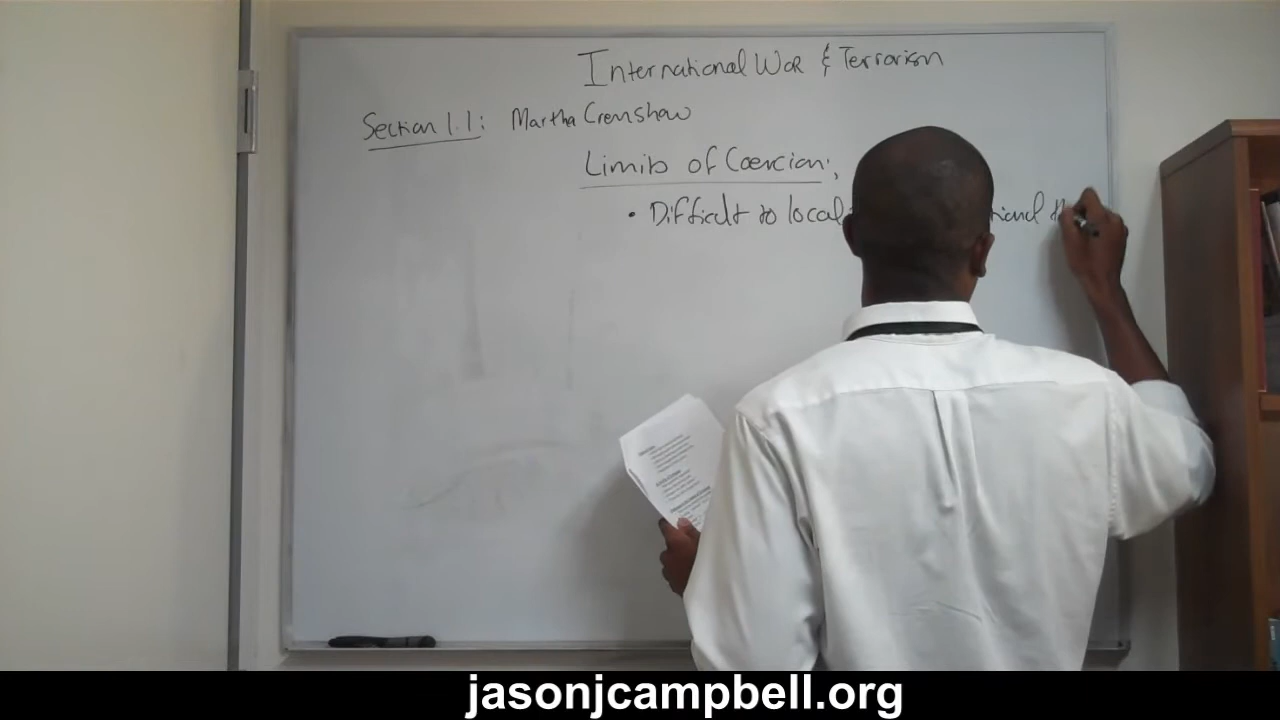 International War & Terrorism
Section 1.1: Martha Crenshaw
Limits of Coercion:,
• Difficult to local
jasonjcampbell.org